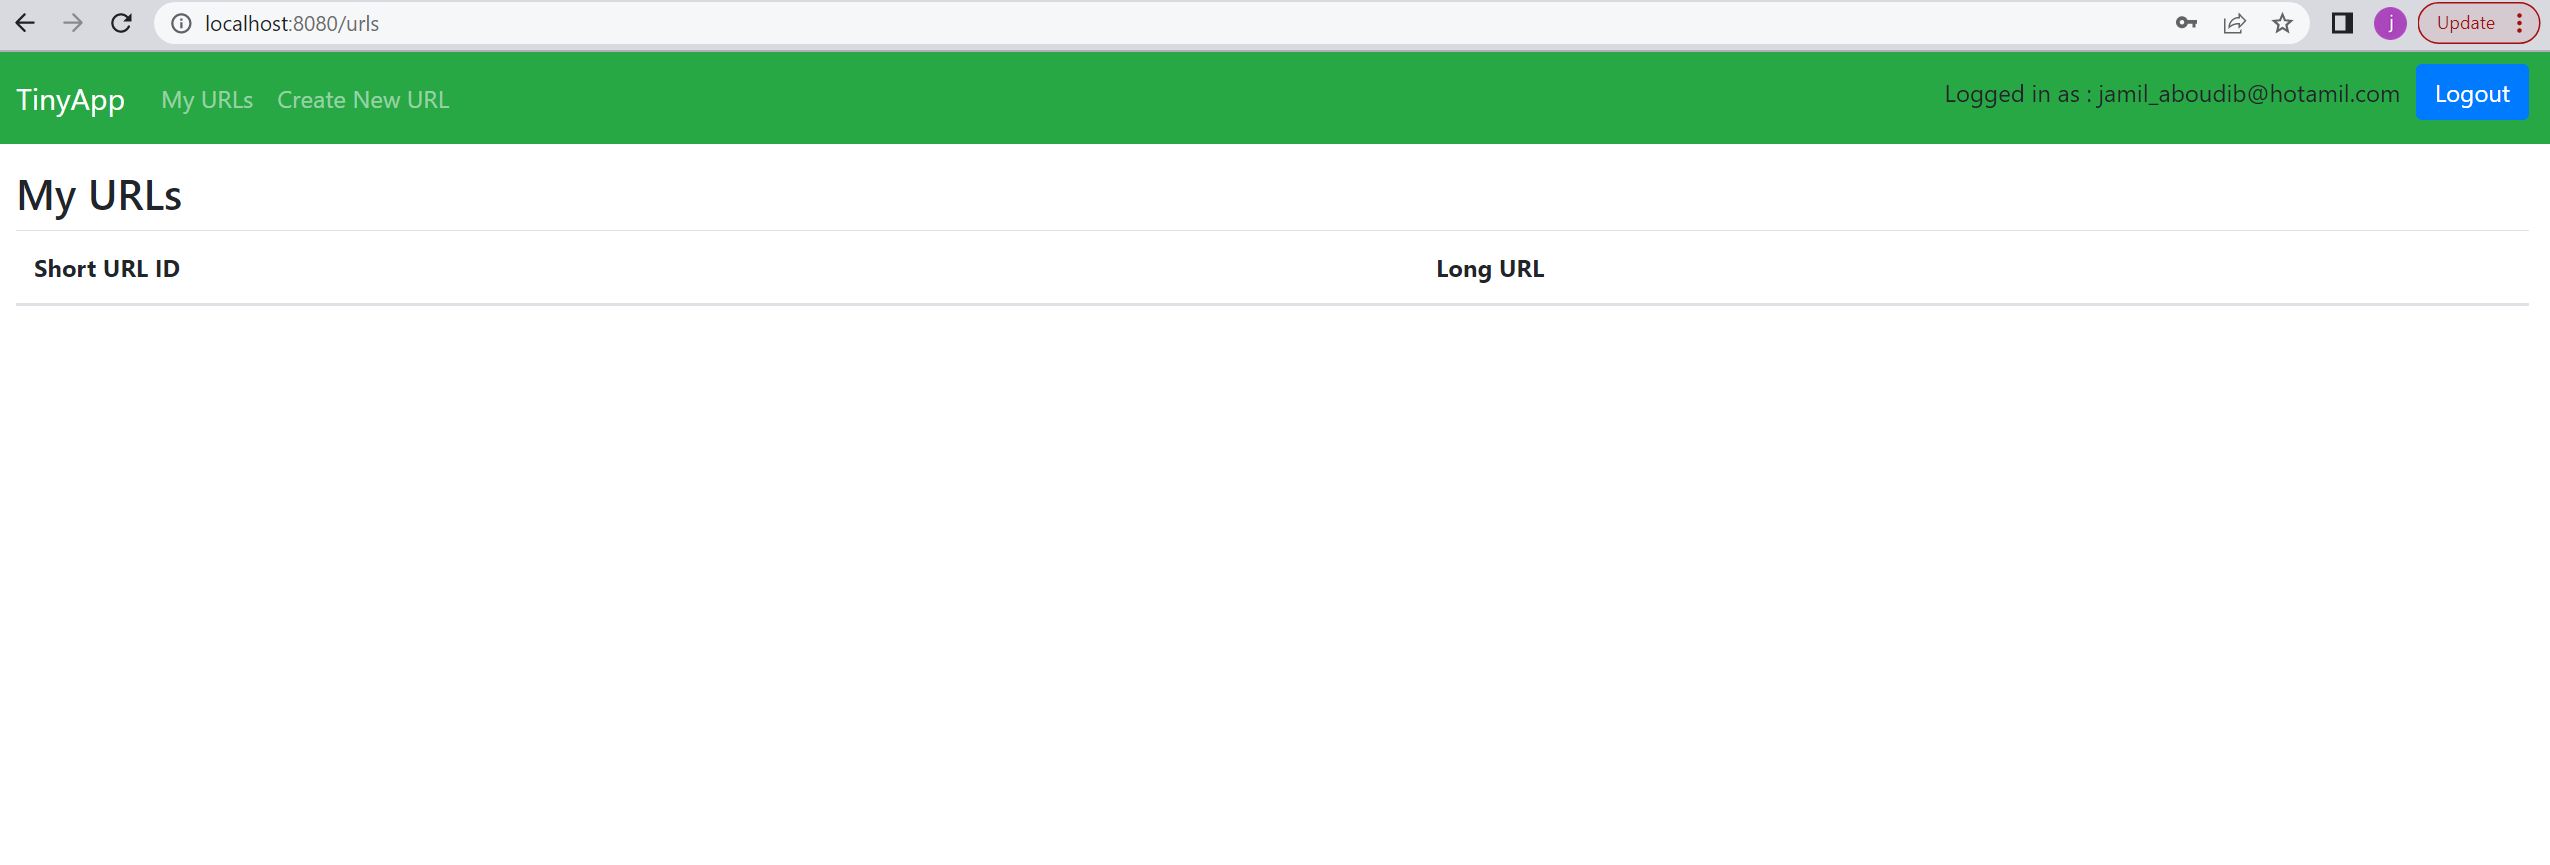 localhost:8080/urls
j
Update
TinyApp
My URLs
Create New URL
Logged in as : jamil_aboudib@hotamil.com
Logout
My URLs
Short URL ID
Long URL